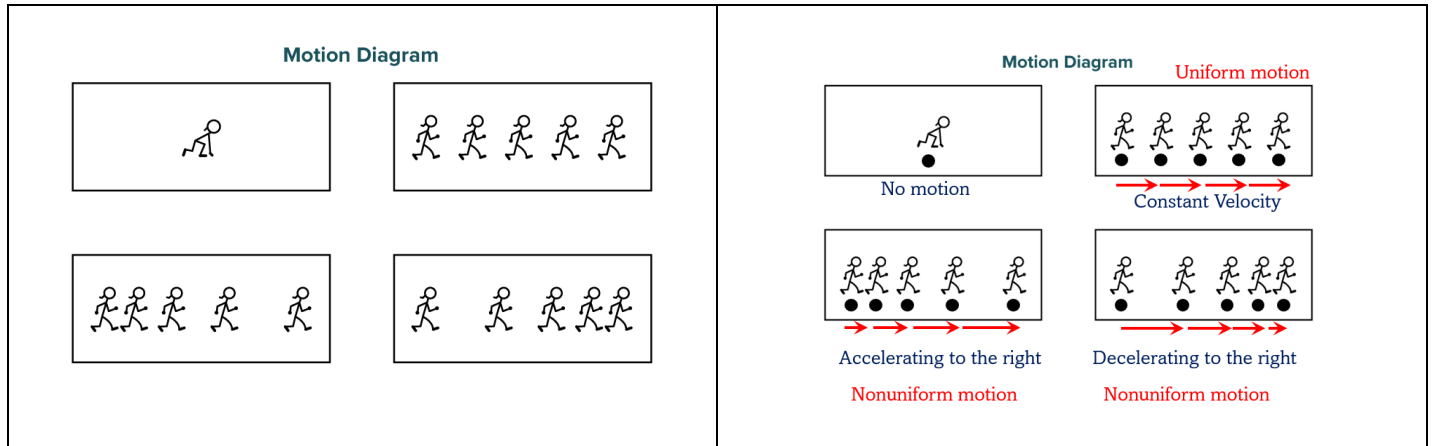 Motion Diagram
Motion Diagram
Uniform motion
No motion
Constant Velocity
Accelerating to the right
Decelerating to the right
Nonuniform motion
Nonuniform motion